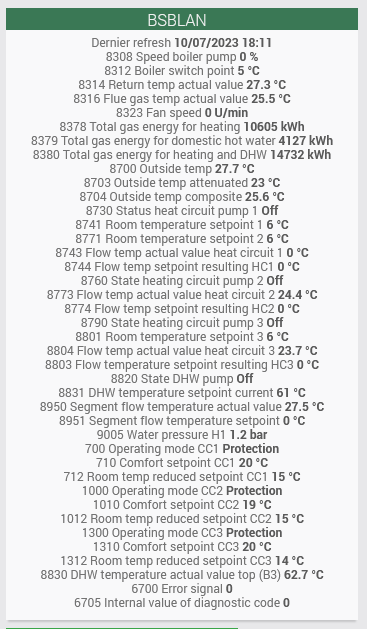 BSBLAN
Dernier refresh 10/07/2023 18:11
8308 Speed boiler pump 0 %
8312 Boiler switch point 5 °C
8314 Return temp actual value 27.3 °C
8316 Flue gas temp actual value 25.5 °C
8323 Fan speed 0 U/min
8378 Total gas energy for heating 10605 kWh
8379 Total gas energy for domestic hot water 4127 kWh
8380 Total gas energy for heating and DHW 14732 kWh
8700 Outside temp 27.7 °C
8703 Outside temp attenuated 23 °C
8704 Outside temp composite 25.6 °C
8730 Status heat circuit pump 1 Off
8741 Room temperature setpoint 1 6 °C
8771 Room temperature setpoint 2 6 °C
8743 Flow temp actual value heat circuit 1 0 °C
8744 Flow temp setpoint resulting HC1 0 °C
8760 State heating circuit pump 2 Off
8773 Flow temp actual value heat circuit 2 24.4 °C
8774 Flow temp setpoint resulting HC2 0 °C
8790 State heating circuit pump 3 Off
8801 Room temperature setpoint 3 6 °C
8804 Flow temp actual value heat circuit 3 23.7 °C
8803 Flow temperature setpoint resulting HC3 0 °C
8820 State DHW pump Off
8831 DHW temperature setpoint current 61 °C
8950 Segment flow temperature actual value 27.5 °C
8951 Segment flow temperature setpoint 0 °C
9005 Water pressure H1 1.2 bar
700 Operating mode CC1 Protection
710 Comfort setpoint CC1 20 °C
712 Room temp reduced setpoint CC1 15 °C
1000 Operating mode CC2 Protection
1010 Comfort setpoint CC2 19 °C
1012 Room temp reduced setpoint CC2 15 °C
1300 Operating mode CC3 Protection
1310 Comfort setpoint CC3 20 °C
1312 Room temp reduced setpoint CC3 14 °C
8830 DHW temperature actual value top (B3) 62.7 °C
6700 Error signal 0
6705 Internal value of diagnostic code 0